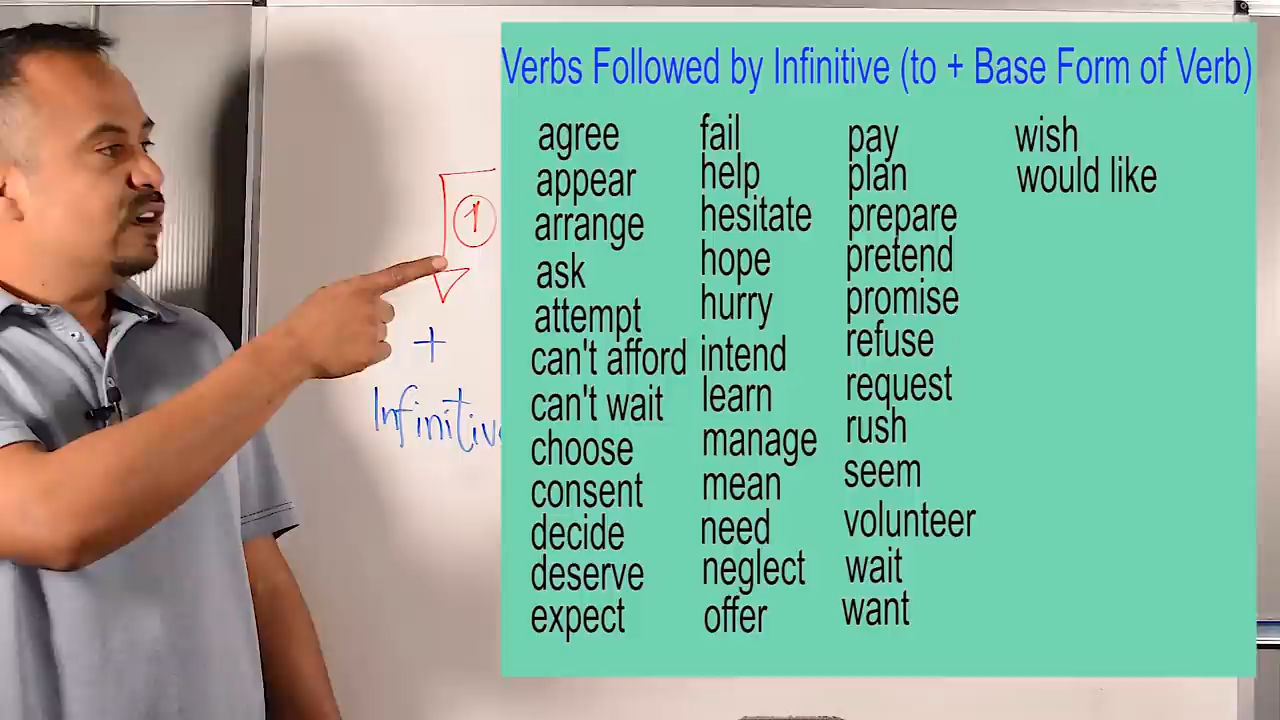 Verbs Followed by Infinitive (to + Base Form of Verb)
agree
appear
arrange
ask
attempt
can't afford
can't wait
choose
consent
decide
deserve
expect
fail
help
hesitate
hope
hurry
intend
learn
manage
mean
need
neglect
offer
pay
plan
prepare
pretend
promise
refuse
request
rush
seem
volunteer
wait
want
wish
would like
1
+
Infinitive